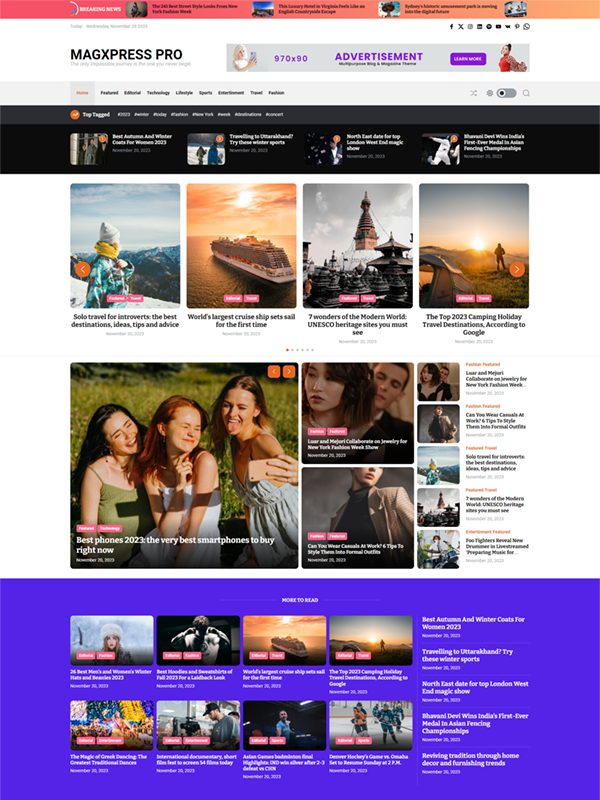 BREAKING NEWS
The 241 Best Street Style Looks From New York Fashion Week
This Luxury Hotel in Virginia Feels Like an English Countryside Escape
Sydney's historic amusement park is moving into the digital future
Today: Wednesday, November 29 2023
MAGXPRESS PRO
The only impossible journey is the one you never begin
970x90
ADVERTISEMENT
Multipurpose Blog & Magazine Theme
LEARN MORE
Home Featured Editorial Technology Lifestyle Sports Entertinment Travel Fashion
Top Tagged #2023 #winter #today #fashion #New York #week #destinations #concert
Best Autumn And Winter
Coats For Women 2023
November 20, 2023
Travelling to Uttarakhand?
Try these winter sports
November 20, 2023
North East date for top
London West End magic
show
November 20, 2023
Bhavani Devi Wins India's
First-Ever Medal In Asian
Fencing Championships
November 20, 2023
Featured Travel
Solo travel for introverts: the best
destinations, ideas, tips and advice
November 20, 2023
Editorial Travel
World's largest cruise ship sets sail
for the first time
November 20, 2023
Featured Travel
7 wonders of the Modern World:
UNESCO heritage sites you must
see
November 20, 2023
Editorial Travel
The Top 2023 Camping Holiday
Travel Destinations, According to
Google
November 20, 2023
Featured Technology
Best phones 2023: the very best smartphones to buy
right now
November 20, 2023
Fashion Featured
Luar and Mejuri Collaborate on Jewelry for
New York Fashion Week Show
November 20, 2023
Fashion Featured
Can You Wear Casuals At Work? 6 Tips To
Style Them Into Formal Outfits
November 20, 2023
Fashion Featured
Luar and Mejuri
Collaborate on Jewelry for
New York Fashion Week
November 20, 2023
Fashion Featured
Can You Wear Casuals At
Work? 6 Tips To Style
Them Into Formal Outfits
November 20, 2023
Featured Travel
Solo travel for introverts:
the best destinations,
ideas, tips and advice
November 20, 2023
Featured Travel
7 wonders of the Modern
World: UNESCO heritage
sites you must see
November 20, 2023
Entertinment Featured
Foo Fighters Reveal New
Drummer in Livestreamed
'Preparing Music for
November 20, 2023
MORE TO READ
Editorial Fashion
26 Best Men's and Women's Winter
Hats and Beanies 2023
November 20, 2023
Editorial Fashion
Best Hoodies and Sweatshirts of
Fall 2023 For a Laidback Look
November 20, 2023
Editorial Travel
World's largest cruise ship sets sail
for the first time
November 20, 2023
Editorial Travel
The Top 2023 Camping Holiday
Travel Destinations, According to
Google
November 20, 2023
Best Autumn And Winter Coats For
Women 2023
November 20, 2023
Travelling to Uttarakhand? Try
these winter sports
November 20, 2023
North East date for top London West
End magic show
November 20, 2023
Bhavani Devi Wins India's First-Ever
Medal In Asian Fencing
Championships
November 20, 2023
Reviving tradition through home
decor and furnishing trends
November 20, 2023
Editorial Entertinment
The Magic of Greek Dancing: The
Greatest Traditional Dances
November 20, 2023
Editorial Entertinment
International documentary, short
film fest to screen 54 films today
November 20, 2023
Editorial Sports
Asian Games badminton final
Highlights: IND win silver after 2-3
defeat vs CHN
November 20, 2023
Editorial Sports
Denver Hockey's Game vs. Omaha
Set to Resume Sunday at 2 P.M.
November 20, 2023